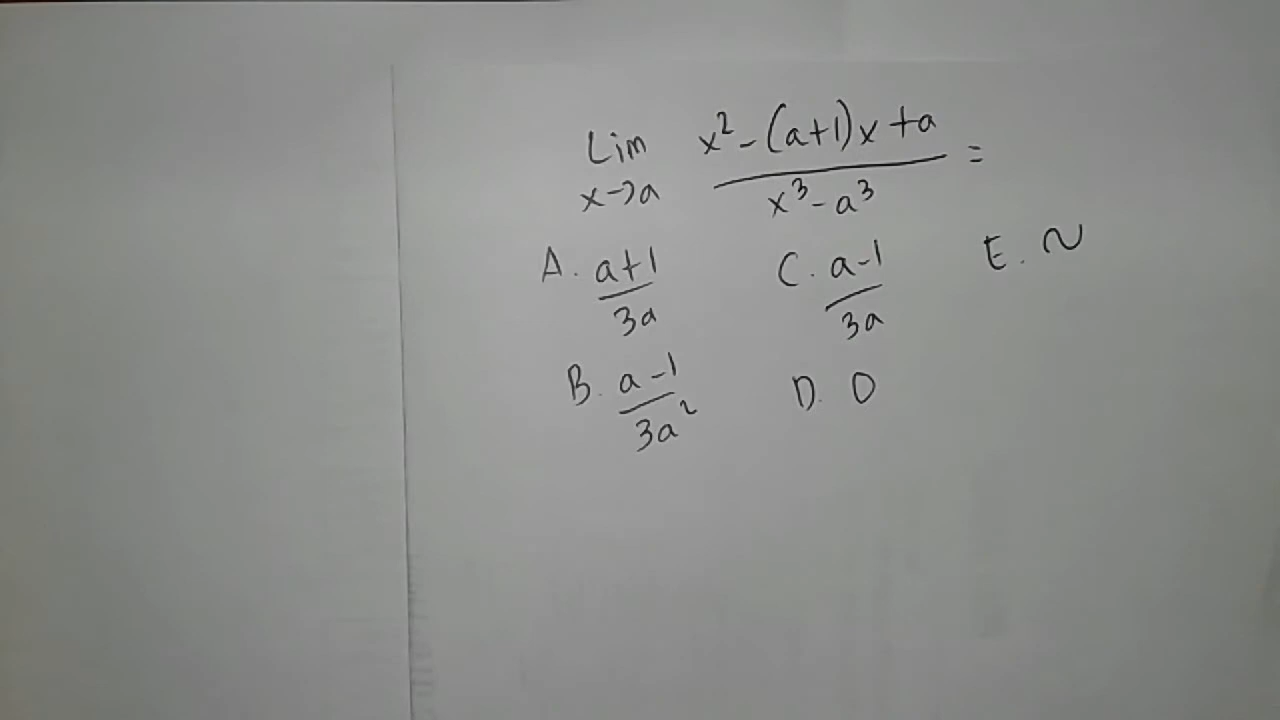 Lim x→a (x² - (a+1)x + a) / (x³ - a³) =
A. (a+1) / 3a
C. (a-1) / 3a
E. ~
B. (a-1) / 3a²
D. 0